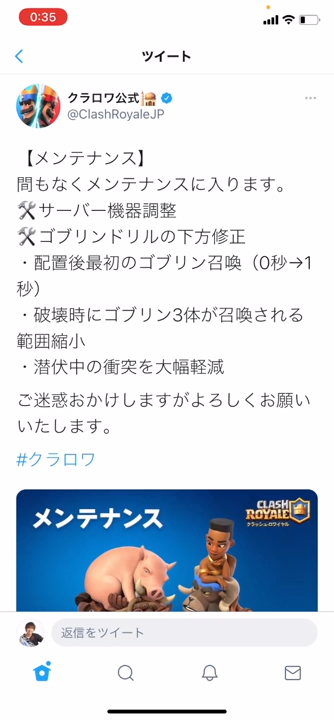 0:35
ツイート
クラロワ公式
@ClashRoyaleJP
【メンテナンス】
間もなくメンテナンスに入ります。
🛠サーバー機器調整
🛠ゴブリンドリルの下方修正
・配置後最初のゴブリン召喚（0秒→1
秒）
・破壊時にゴブリン3体が召喚される
範囲縮小
・潜伏中の衝突を大幅軽減
ご迷惑おかけしますがよろしくお願い
いたします。
#クラロワ
メンテナンス
CLASH
ROYALE
クラッシュ・ロワイヤル
返信をツイート